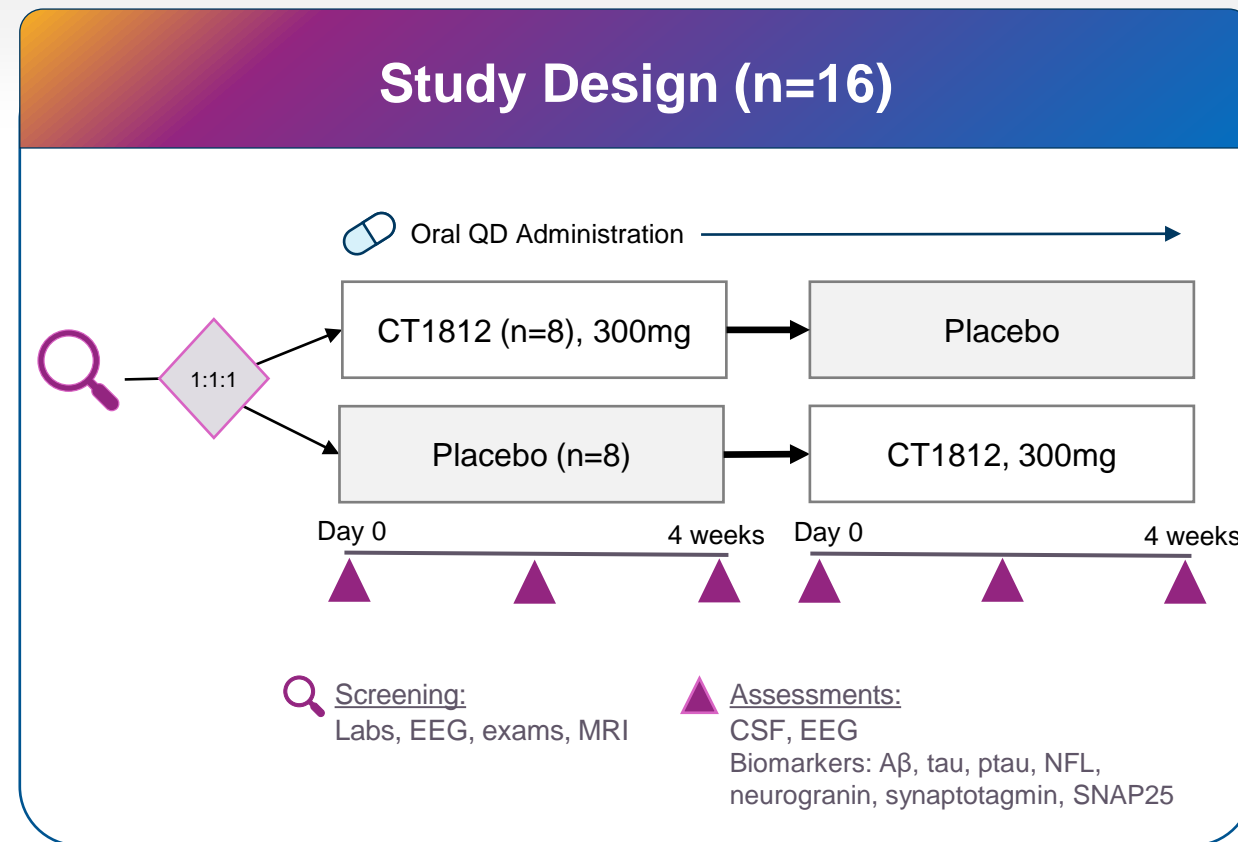 Study Design (n=16)
Oral QD Administration
1:1:1
CT1812 (n=8), 300mg
Placebo
Placebo (n=8)
CT1812, 300mg
Day 0
4 weeks
Day 0
4 weeks
Screening:
Labs, EEG, exams, MRI
Assessments:
CSF, EEG
Biomarkers: Aβ, tau, ptau, NFL,
neurogranin, synaptotagmin, SNAP25